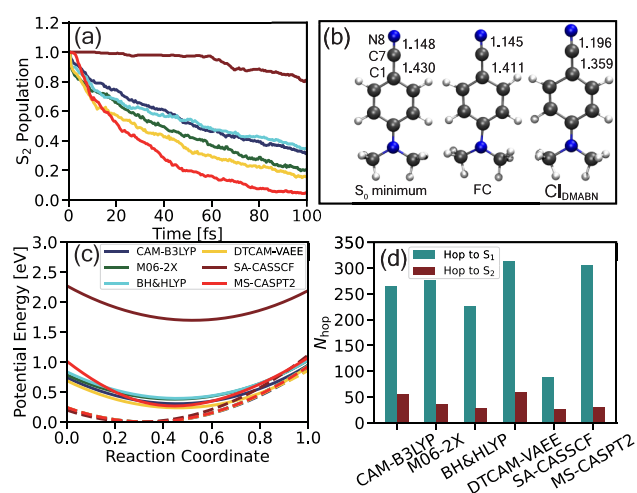 (a)
S₂ Population
1.2
1.0
0.8
0.6
0.4
0.2
0.0
0 20 40 60 80 100
Time [fs]
(b)
N8 1.148 1.145 1.196
C7
C1 1.430 1.411 1.359
S₀ minimum FC CI_DMABN
(c)
Potential Energy [eV]
3.0
2.5
2.0
1.5
1.0
0.5
0.0
CAM-B3LYP DTCAM-VAEE
M06-2X SA-CASSCF
BH&HLYP MS-CASPT2
0.0 0.2 0.4 0.6 0.8 1.0
Reaction Coordinate
(d)
Hop to S₁
Hop to S₂
N_hop
350
300
250
200
150
100
50
0
CAM-B3LYP
M06-2X
BH&HLYP
DTCAM-VAEE
SA-CASSCF
MS-CASPT2